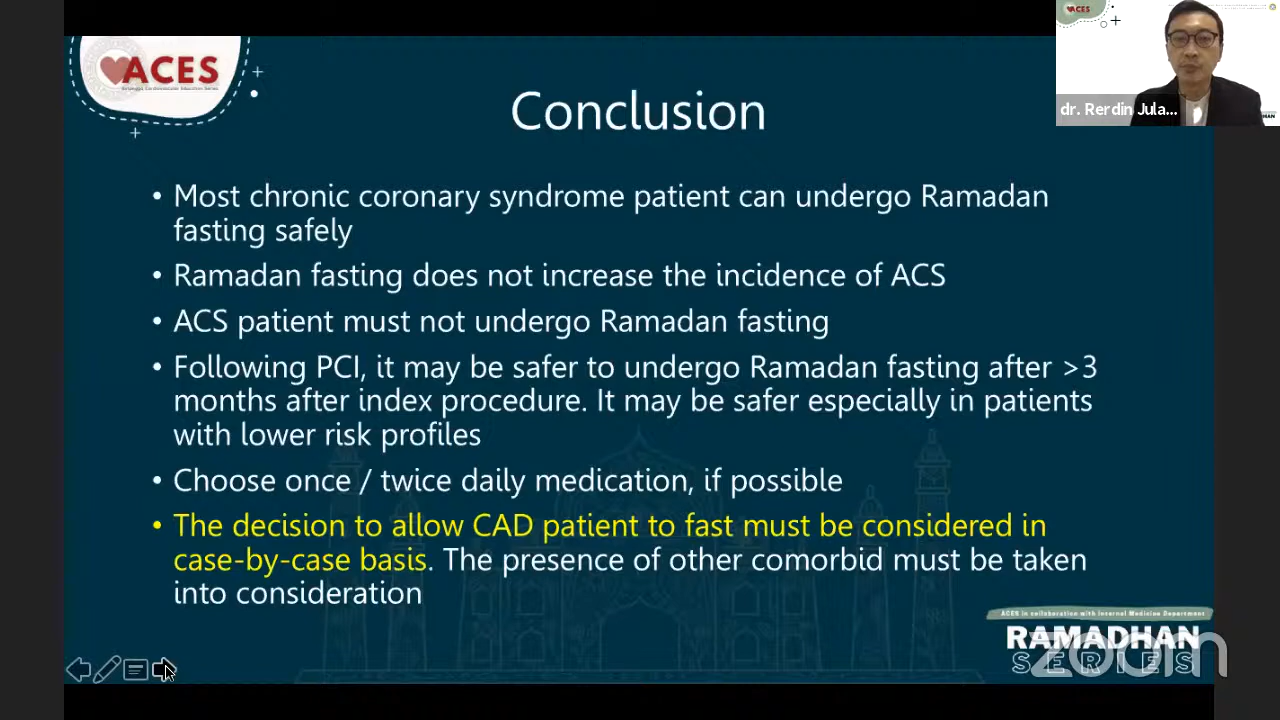 ACES
ACES
dr. Rerdin Jula...
Conclusion
• Most chronic coronary syndrome patient can undergo Ramadan
fasting safely
• Ramadan fasting does not increase the incidence of ACS
• ACS patient must not undergo Ramadan fasting
• Following PCI, it may be safer to undergo Ramadan fasting after >3
months after index procedure. It may be safer especially in patients
with lower risk profiles
• Choose once / twice daily medication, if possible
• The decision to allow CAD patient to fast must be considered in
case-by-case basis. The presence of other comorbid must be taken
into consideration
ACES in collaboration with Internal Medicine Department
RAMADHAN
SERIES
zoom